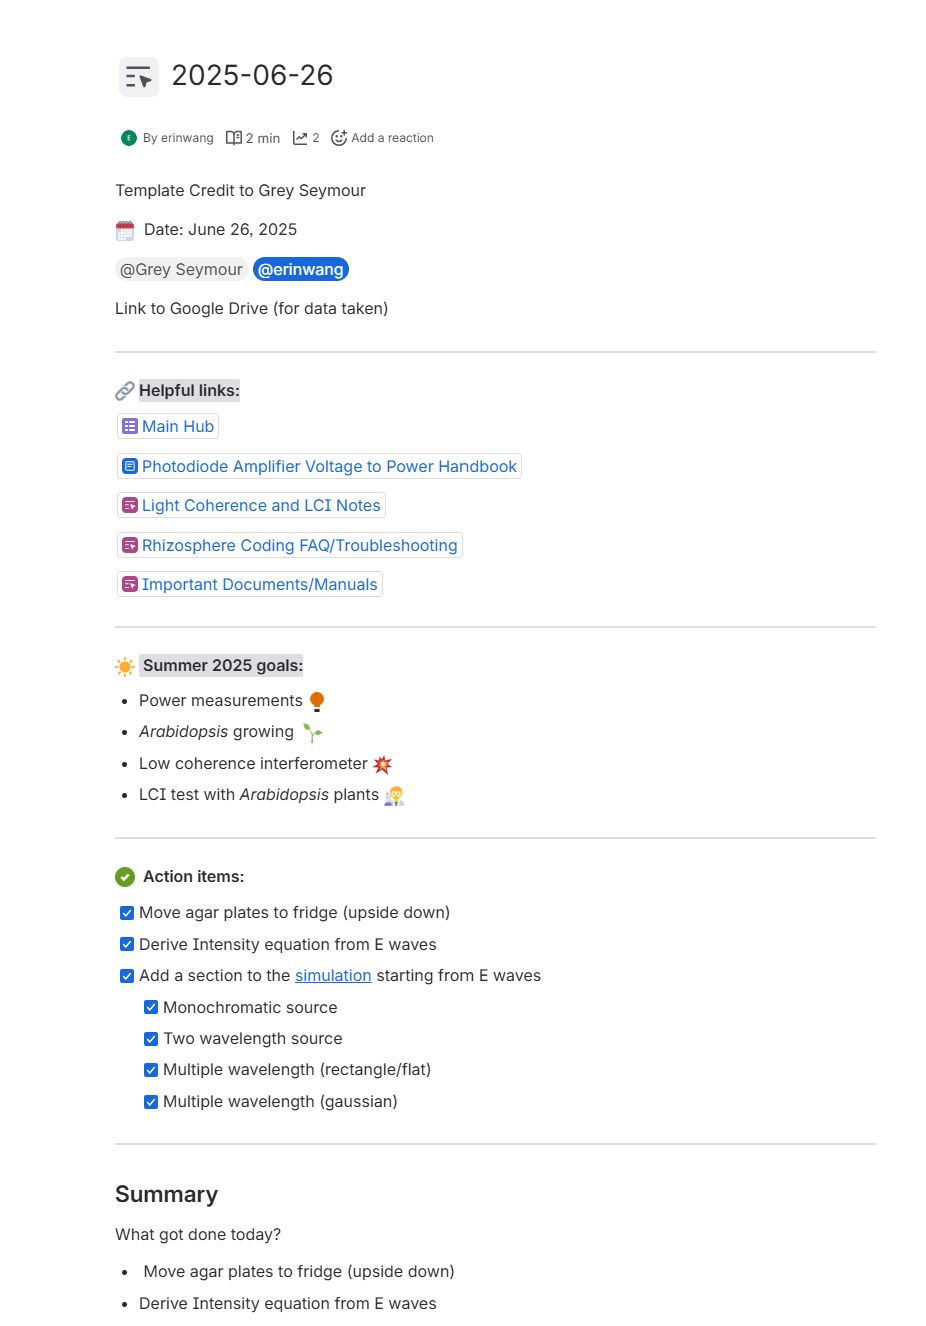 2025-06-26
E By erinwang 2 min 2 Add a reaction
Template Credit to Grey Seymour
Date: June 26, 2025
@Grey Seymour @erinwang
Link to Google Drive (for data taken)
Helpful links:
Main Hub
Photodiode Amplifier Voltage to Power Handbook
Light Coherence and LCI Notes
Rhizosphere Coding FAQ/Troubleshooting
Important Documents/Manuals
Summer 2025 goals:
• Power measurements
• Arabidopsis growing
• Low coherence interferometer
• LCI test with Arabidopsis plants
Action items:
Move agar plates to fridge (upside down)
Derive Intensity equation from E waves
Add a section to the simulation starting from E waves
Monochromatic source
Two wavelength source
Multiple wavelength (rectangle/flat)
Multiple wavelength (gaussian)
Summary
What got done today?
• Move agar plates to fridge (upside down)
• Derive Intensity equation from E waves